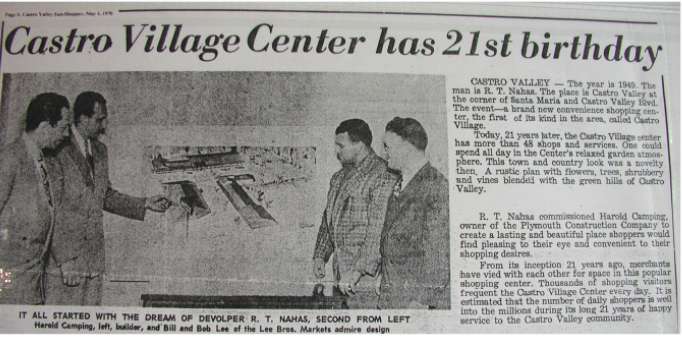 Page 8. Castro Valley May 1, 1970
Castro Village Center has 21st birthday
CASTRO VALLEY — The year is 1949. The
man is R. T. Nahas. The place is Castro Valley at
the corner of Santa Maria and Castro Valley Blvd.
The event—a brand new convenience shopping cen-
ter, the first of its kind in the area, called Castro
Village.
Today, 21 years later, the Castro Village center
has more than 48 shops and services. One could
spend all day in the Center's relaxed garden atmos-
phere. This town and country look was a novelty
then. A rustic plan with flowers, trees, shrubbery
and vines blended with the green hills of Castro
Valley.
R. T. Nahas commissioned Harold Camping,
owner of the Plymouth Construction Company to
create a lasting and beautiful place shoppers would
find pleasing to their eye and convenient to their
shopping desires.
From its inception 21 years ago, merchants
have vied with each other for space in this popular
shopping center. Thousands of shopping visitors
frequent the Castro Village Center every day. It is
estimated that the number of daily shoppers is well
into the millions during its long 21 years of happy
service to the Castro Valley community.
IT ALL STARTED WITH THE DREAM OF DEVOLPER R. T. NAHAS, SECOND FROM LEFT
Harold Camping, left, builder, and Bill and Bob Lee of the Lee Bros. Markets admire design